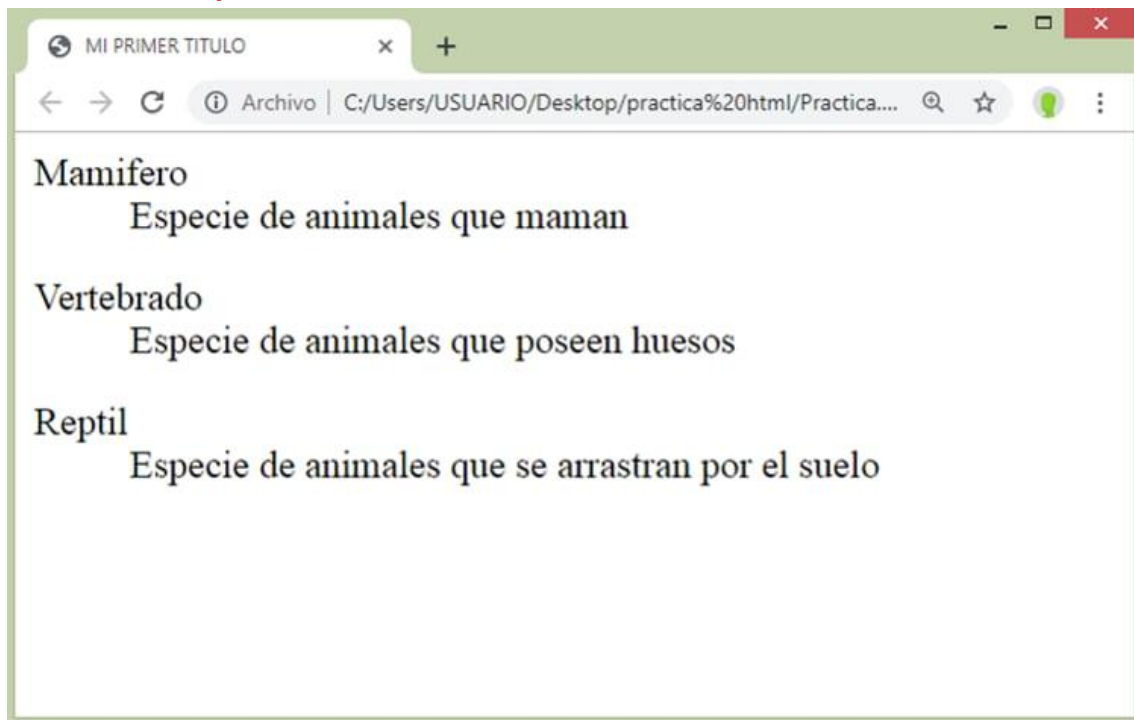 MI PRIMER TITULO
Archivo | C:/Users/USUARIO/Desktop/practica%20html/Practica....
Mamifero
Especie de animales que maman
Vertebrado
Especie de animales que poseen huesos
Reptil
Especie de animales que se arrastran por el suelo